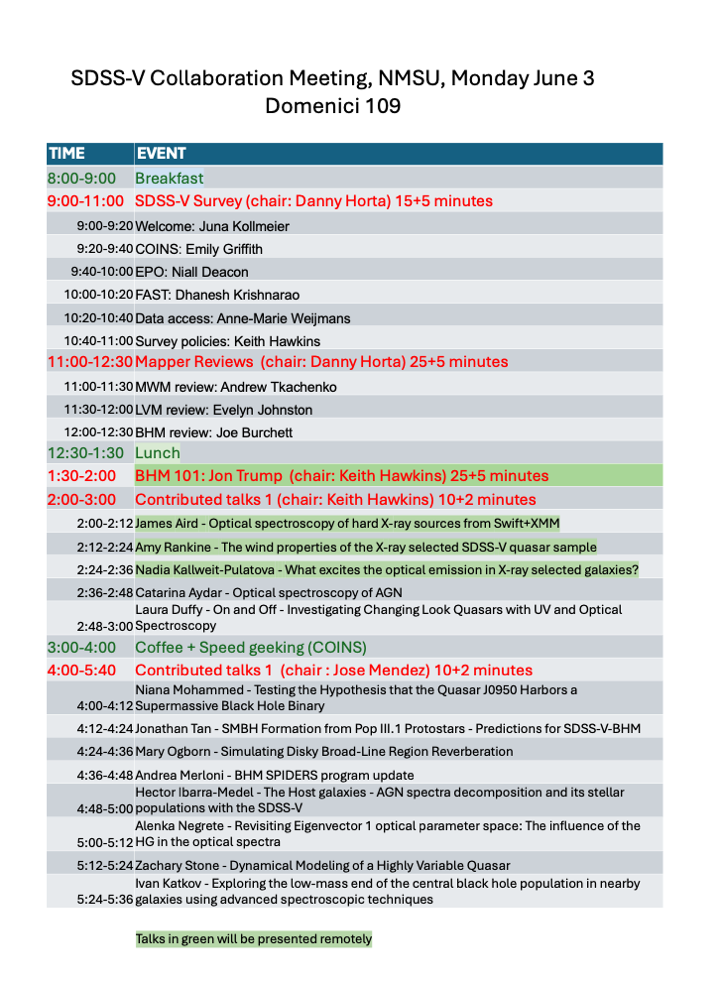 SDSS-V Collaboration Meeting, NMSU, Monday June 3
Domenici 109
TIME EVENT
8:00-9:00 Breakfast
9:00-11:00 SDSS-V Survey (chair: Danny Horta) 15+5 minutes
9:00-9:20 Welcome: Juna Kollmeier
9:20-9:40 COINS: Emily Griffith
9:40-10:00 EPO: Niall Deacon
10:00-10:20 FAST: Dhanesh Krishnarao
10:20-10:40 Data access: Anne-Marie Weijmans
10:40-11:00 Survey policies: Keith Hawkins
11:00-12:30 Mapper Reviews (chair: Danny Horta) 25+5 minutes
11:00-11:30 MWM review: Andrew Tkachenko
11:30-12:00 LVM review: Evelyn Johnston
12:00-12:30 BHM review: Joe Burchett
12:30-1:30 Lunch
1:30-2:00 BHM 101: Jon Trump (chair: Keith Hawkins) 25+5 minutes
2:00-3:00 Contributed talks 1 (chair: Keith Hawkins) 10+2 minutes
2:00-2:12 James Aird - Optical spectroscopy of hard X-ray sources from Swift+XMM
2:12-2:24 Amy Rankine - The wind properties of the X-ray selected SDSS-V quasar sample
2:24-2:36 Nadia Kallweit-Pulatova - What excites the optical emission in X-ray selected galaxies?
2:36-2:48 Catarina Aydar - Optical spectroscopy of AGN
Laura Duffy - On and Off - Investigating Changing Look Quasars with UV and Optical
2:48-3:00 Spectroscopy
3:00-4:00 Coffee + Speed geeking (COINS)
4:00-5:40 Contributed talks 1 (chair : Jose Mendez) 10+2 minutes
Niana Mohammed - Testing the Hypothesis that the Quasar J0950 Harbors a
4:00-4:12 Supermassive Black Hole Binary
4:12-4:24 Jonathan Tan - SMBH Formation from Pop III.1 Protostars - Predictions for SDSS-V-BHM
4:24-4:36 Mary Ogborn - Simulating Disky Broad-Line Region Reverberation
4:36-4:48 Andrea Merloni - BHM SPIDERS program update
Hector Ibarra-Medel - The Host galaxies - AGN spectra decomposition and its stellar
4:48-5:00 populations with the SDSS-V
Alenka Negrete - Revisiting Eigenvector 1 optical parameter space: The influence of the
5:00-5:12 HG in the optical spectra
5:12-5:24 Zachary Stone - Dynamical Modeling of a Highly Variable Quasar
Ivan Katkov - Exploring the low-mass end of the central black hole population in nearby
5:24-5:36 galaxies using advanced spectroscopic techniques
Talks in green will be presented remotely